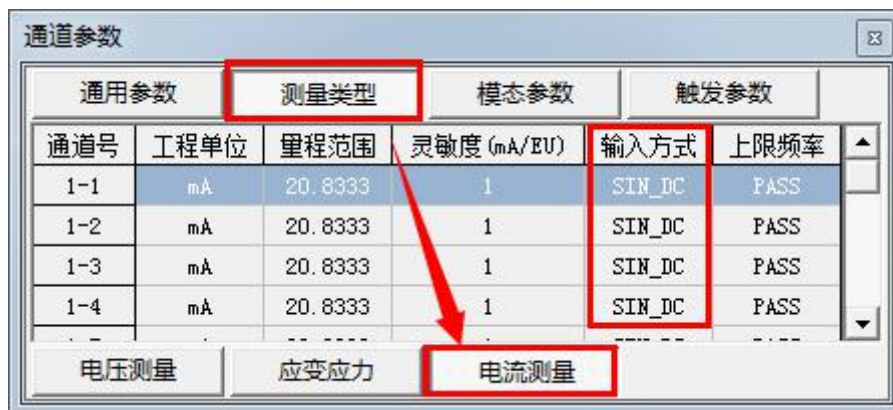 通道参数
通用参数 测量类型 模态参数 触发参数
通道号 工程单位 量程范围 灵敏度(mA/EU) 输入方式 上限频率
1-1 mA 20.8333 1 SIN_DC PASS
1-2 mA 20.8333 1 SIN_DC PASS
1-3 mA 20.8333 1 SIN_DC PASS
1-4 mA 20.8333 1 SIN_DC PASS
电压测量 应变应力 电流测量